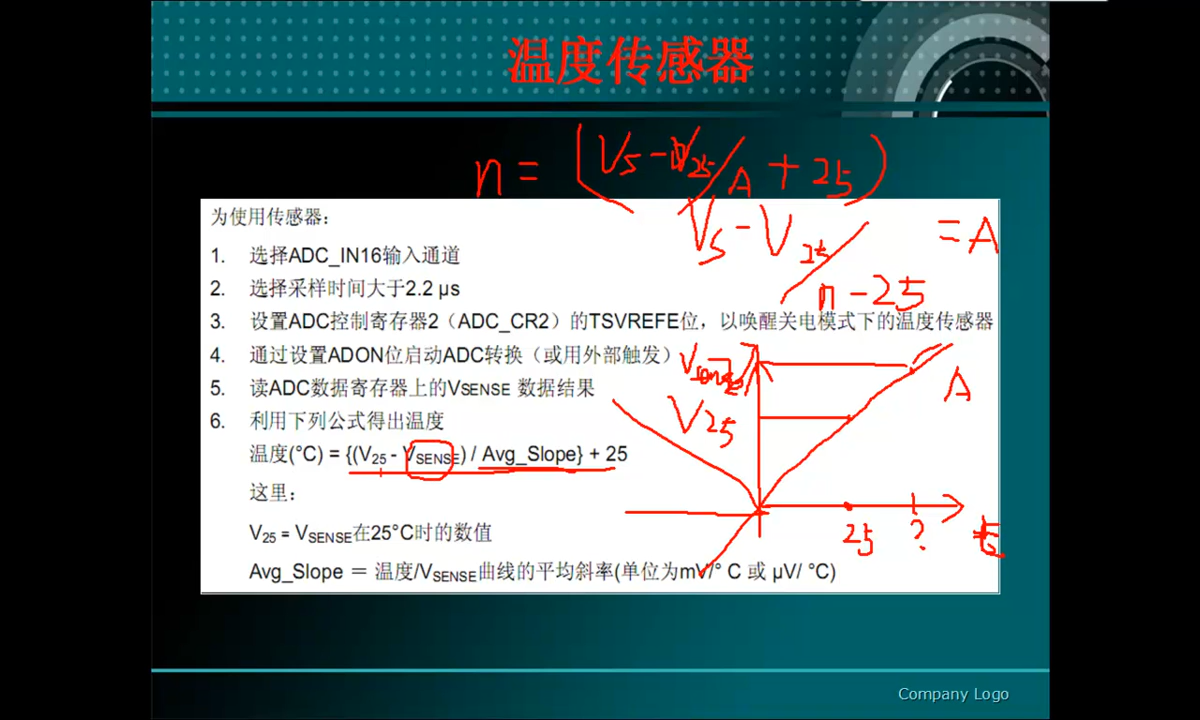 温度传感器
n = (Vs - V25/A + 25)
为使用传感器：
Vs - V25/n - 25 = A
1. 选择ADC_IN16输入通道
2. 选择采样时间大于2.2 μs
3. 设置ADC控制寄存器2（ADC_CR2）的TSVREFE位，以唤醒关电模式下的温度传感器
4. 通过设置ADON位启动ADC转换（或用外部触发）
5. 读ADC数据寄存器上的VSENSE 数据结果
6. 利用下列公式得出温度
温度(°C) = {(V25 - VSENSE) / Avg_Slope} + 25
这里：
V25 = VSENSE在25°C时的数值
Avg_Slope ＝ 温度/VSENSE曲线的平均斜率(单位为mV/° C 或 μV/ °C)
Vsense
A
V25
25
?
Company Logo